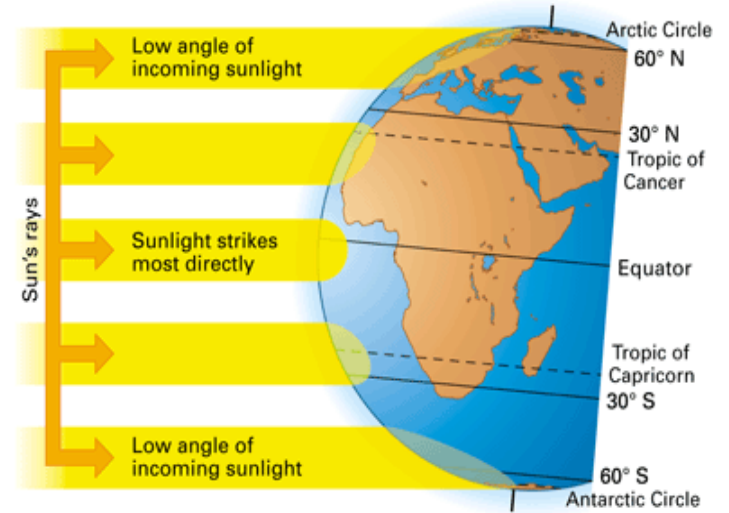 Arctic Circle
Low angle of
incoming sunlight
60° N
30° N
Tropic of
Cancer
Sun's rays
Sunlight strikes
most directly
Equator
Tropic of
Capricorn
30° S
Low angle of
incoming sunlight
60° S
Antarctic Circle